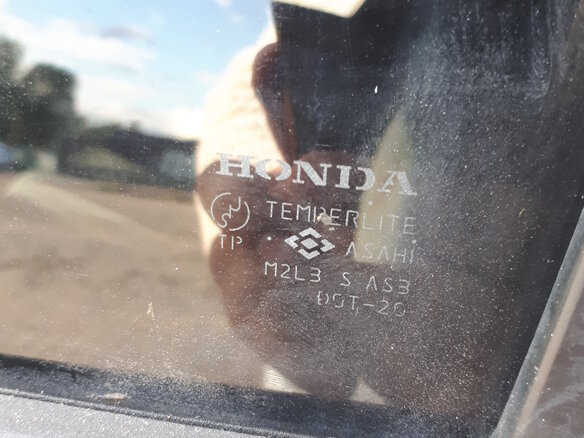 HONDA
TEMPERLITE
TP · ASAHI
M2L3 S AS3
DOT-20